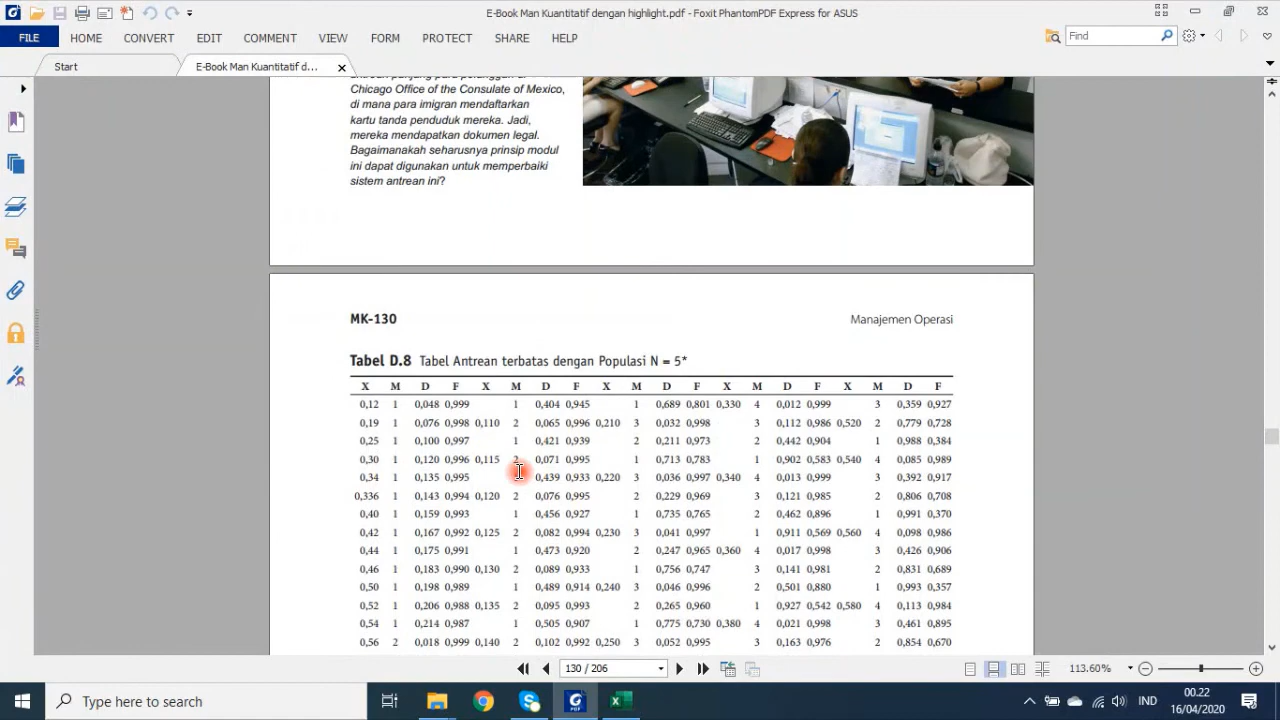 E-Book Man Kuantitatif dengan highlight.pdf - Foxit PhantomPDF Express for ASUS
FILE HOME CONVERT EDIT COMMENT VIEW FORM PROTECT SHARE HELP
Find
Start
E-Book Man Kuantitatif d...
Chicago Office of the Consulate of Mexico,
di mana para imigran mendaftarkan
kartu tanda penduduk mereka. Jadi,
mereka mendapatkan dokumen legal.
Bagaimanakah seharusnya prinsip modul
ini dapat digunakan untuk memperbaiki
sistem antrean ini?
MK-130
Manajemen Operasi
Tabel D.8 Tabel Antrean terbatas dengan Populasi N = 5*
X M D F X M D F X M D F X M D F X M D F
0,12 1 0,048 0,999 1 0,404 0,945 1 0,689 0,801 0,330 4 0,012 0,999 3 0,359 0,927
0,19 1 0,076 0,998 0,110 2 0,065 0,996 0,210 3 0,032 0,998 3 0,112 0,986 0,520 2 0,779 0,728
0,25 1 0,100 0,997 1 0,421 0,939 2 0,211 0,973 2 0,442 0,904 1 0,988 0,384
0,30 1 0,120 0,996 0,115 2 0,071 0,995 1 0,713 0,783 1 0,902 0,583 0,540 4 0,085 0,989
0,34 1 0,135 0,995 0,439 0,933 0,220 3 0,036 0,997 0,340 4 0,013 0,999 3 0,392 0,917
0,336 1 0,143 0,994 0,120 2 0,076 0,995 2 0,229 0,969 3 0,121 0,985 2 0,806 0,708
0,40 1 0,159 0,993 1 0,456 0,927 1 0,735 0,765 2 0,462 0,896 1 0,991 0,370
0,42 1 0,167 0,992 0,125 2 0,082 0,994 0,230 3 0,041 0,997 1 0,911 0,569 0,560 4 0,098 0,986
0,44 1 0,175 0,991 1 0,473 0,920 2 0,247 0,965 0,360 4 0,017 0,998 3 0,426 0,906
0,46 1 0,183 0,990 0,130 2 0,089 0,933 1 0,756 0,747 3 0,141 0,981 2 0,831 0,689
0,50 1 0,198 0,989 1 0,489 0,914 0,240 3 0,046 0,996 2 0,501 0,880 1 0,993 0,357
0,52 1 0,206 0,988 0,135 2 0,095 0,993 2 0,265 0,960 1 0,927 0,542 0,580 4 0,113 0,984
0,54 1 0,214 0,987 1 0,505 0,907 1 0,775 0,730 0,380 4 0,021 0,998 3 0,461 0,895
0,56 2 0,018 0,999 0,140 2 0,102 0,992 0,250 3 0,052 0,995 3 0,163 0,976 2 0,854 0,670
130 / 206
113.60%
Type here to search
IND
00.22
16/04/2020